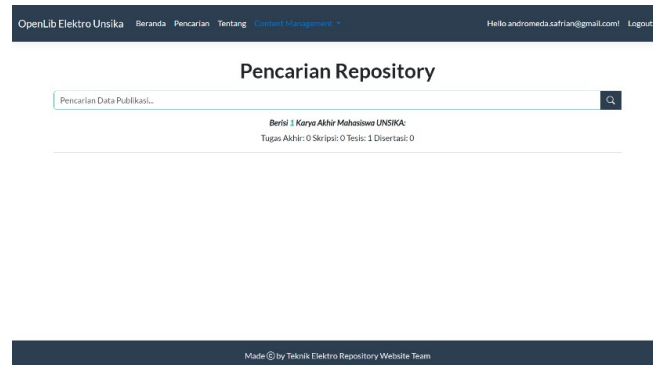 OpenLib Elektro Unsika Beranda Pencarian Tentang Content Management Hello andromeda.safrian@gmail.com! Logout
Pencarian Repository
Pencarian Data Publikasi...
Berisi 1 Karya Akhir Mahasiswa UNSIKA:
Tugas Akhir: 0 Skripsi: 0 Tesis: 1 Disertasi: 0
Made © by Teknik Elektro Repository Website Team